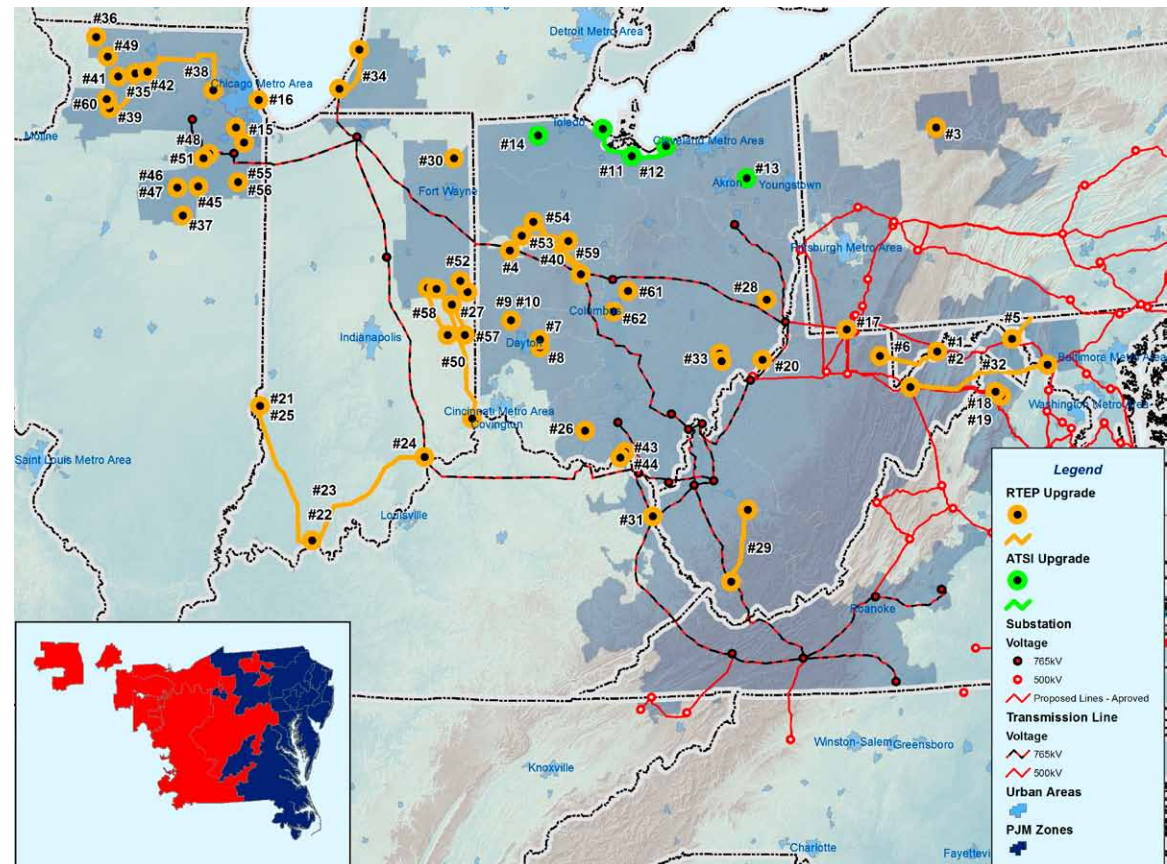 #36
Detroit Metro Area
#49
#34
#41
#42
#38
Chicago Metro Area
#35
#16
#60
#39
#3
Moline
#48
#15
Toledo
#14
Cleveland Metro Area
#11
#12
#51
#30
#13
Akron
Youngstown
#46
#47
#45
#55
#56
Fort Wayne
#37
#54
#53
#59
#4
#40
Pittsburgh Metro Area
#52
#61
#28
#58
#27
#9 #10
Columbus
#62
#17
#5
#57
#50
#7
Dayton
#8
#6
#1
#2
Indianapolis
#33
#20
#32
Baltimore Metro Area
#21
#25
Cincinnati Metro Area
Covington
#18
#19
Washington Metro Area
#26
#24
#43
#44
Saint Louis Metro Area
#23
#22
Louisville
#31
#29
Roanoke
Knoxville
Winston-Salem
Greensboro
Charlotte
Fayettevi
Legend
RTEP Upgrade
ATSI Upgrade
Substation
Voltage
765kV
500kV
Proposed Lines - Aproved
Transmission Line
Voltage
765kV
500kV
Urban Areas
PJM Zones